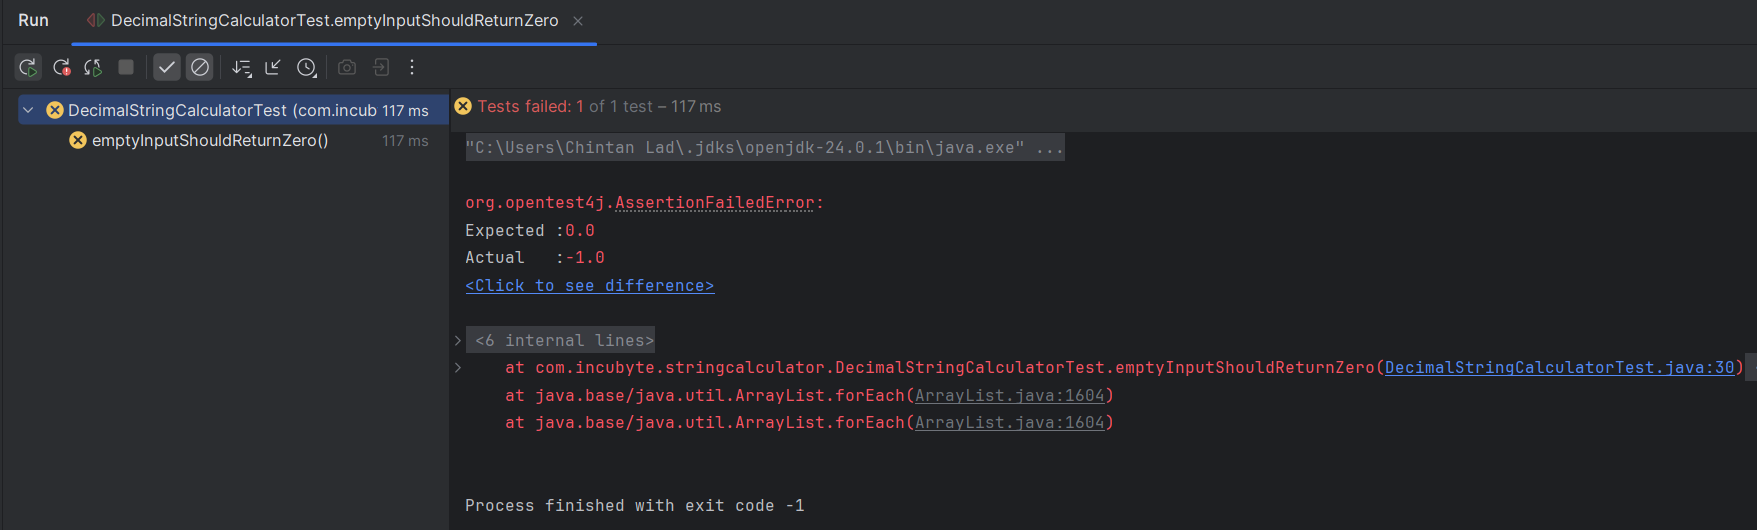 Run DecimalStringCalculatorTest.emptyInputShouldReturnZero
DecimalStringCalculatorTest (com.incub 117 ms
emptyInputShouldReturnZero() 117 ms
Tests failed: 1 of 1 test – 117 ms
"C:\Users\Chintan Lad\.jdks\openjdk-24.0.1\bin\java.exe" ...
org.opentest4j.AssertionFailedError:
Expected :0.0
Actual   :-1.0
<Click to see difference>
<6 internal lines>
at com.incubyte.stringcalculator.DecimalStringCalculatorTest.emptyInputShouldReturnZero(DecimalStringCalculatorTest.java:30)
at java.base/java.util.ArrayList.forEach(ArrayList.java:1604)
at java.base/java.util.ArrayList.forEach(ArrayList.java:1604)
Process finished with exit code -1